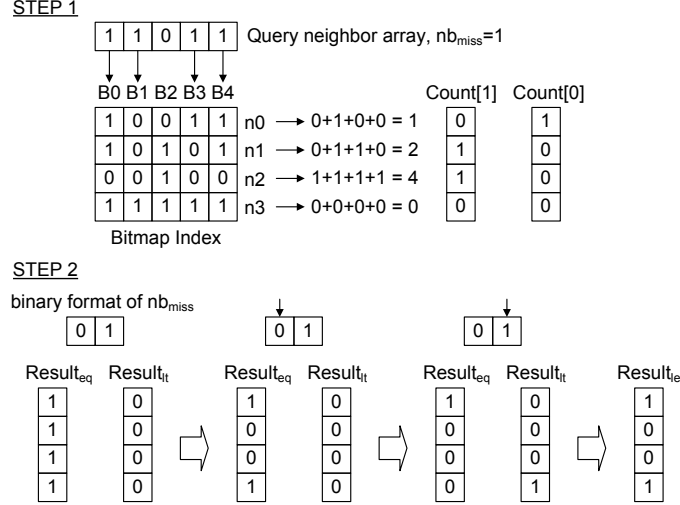 STEP 1
1 1 0 1 1 Query neighbor array, nbmiss=1
B0 B1 B2 B3 B4 Count[1] Count[0]
1 0 0 1 1 n0 → 0+1+0+0 = 1 0 1
1 0 1 0 1 n1 → 0+1+1+0 = 2 1 0
0 0 1 0 0 n2 → 1+1+1+1 = 4 1 0
1 1 1 1 1 n3 → 0+0+0+0 = 0 0 0
Bitmap Index
STEP 2
binary format of nbmiss
0 1 0 1 0 1
Resulteq Resultlt Resulteq Resultlt Resulteq Resultlt Resultle
1 0 1 0 1 0 1
1 0 0 0 0 0 0
1 0 0 0 0 0 0
1 0 1 0 0 1 1